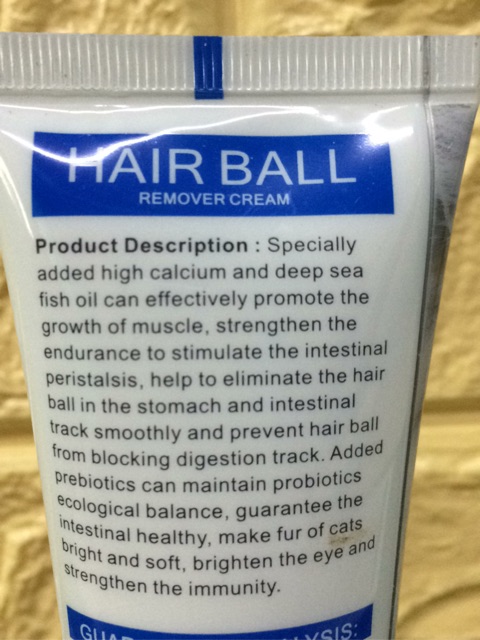 HAIR BALL
REMOVER CREAM
Product Description : Specially
added high calcium and deep sea
fish oil can effectively promote the
growth of muscle, strengthen the
endurance to stimulate the intestinal
peristalsis, help to eliminate the hair
ball in the stomach and intestinal
track smoothly and prevent hair ball
from blocking digestion track. Added
prebiotics can maintain probiotics
ecological balance, guarantee the
intestinal healthy, make fur of cats
bright and soft, brighten the eye and
strengthen the immunity.